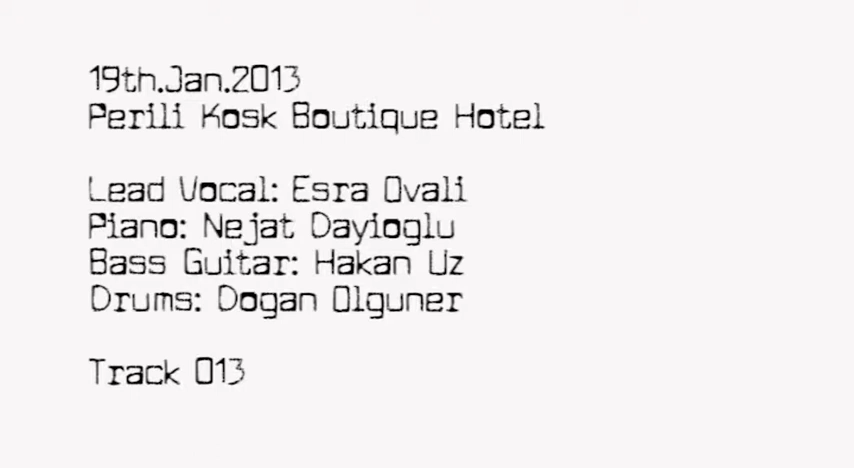 19th.Jan.2013
Perili Kosk Boutique Hotel
Lead Vocal: Esra Ovali
Piano: Nejat Dayioglu
Bass Guitar: Hakan Uz
Drums: Dogan Olguner
Track 013